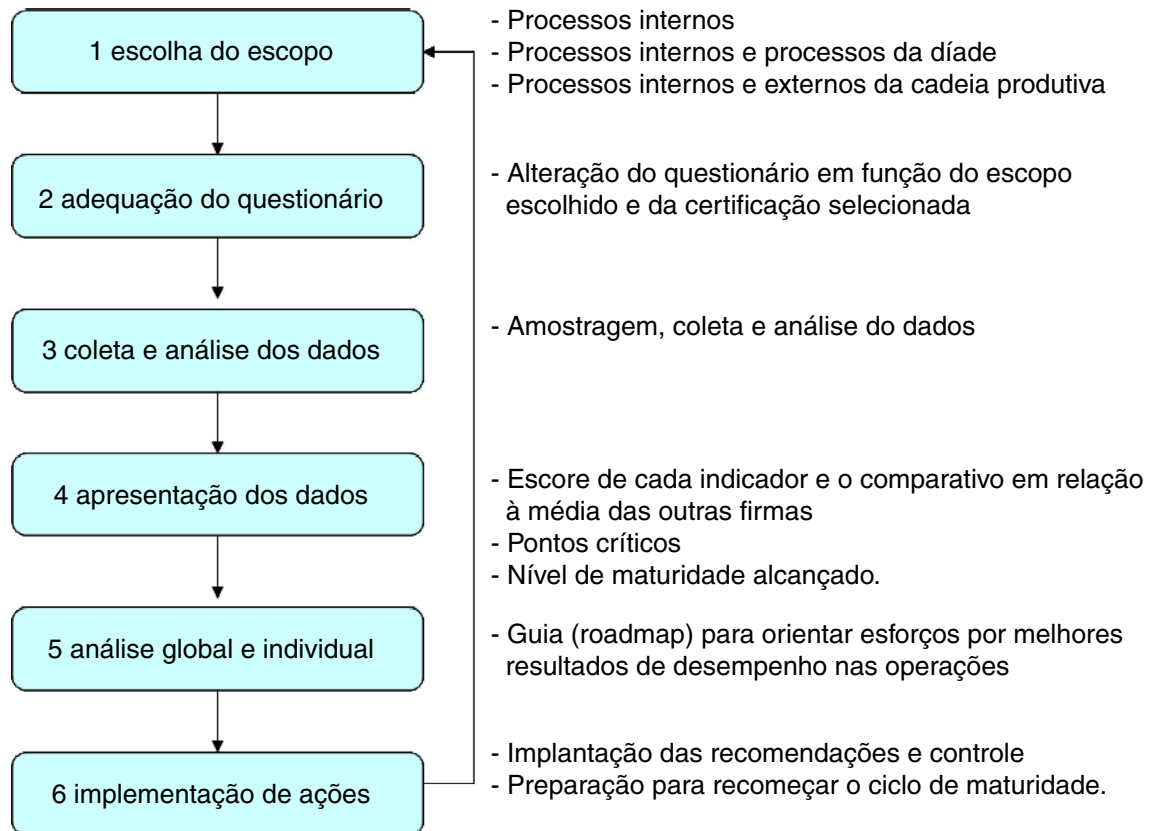 1 escolha do escopo
- Processos internos
- Processos internos e processos da díade
- Processos internos e externos da cadeia produtiva
2 adequação do questionário
- Alteração do questionário em função do escopo
escolhido e da certificação selecionada
3 coleta e análise dos dados
- Amostragem, coleta e análise do dados
4 apresentação dos dados
- Escore de cada indicador e o comparativo em relação
à média das outras firmas
- Pontos críticos
- Nível de maturidade alcançado.
5 análise global e individual
- Guia (roadmap) para orientar esforços por melhores
resultados de desempenho nas operações
6 implementação de ações
- Implantação das recomendações e controle
- Preparação para recomeçar o ciclo de maturidade.